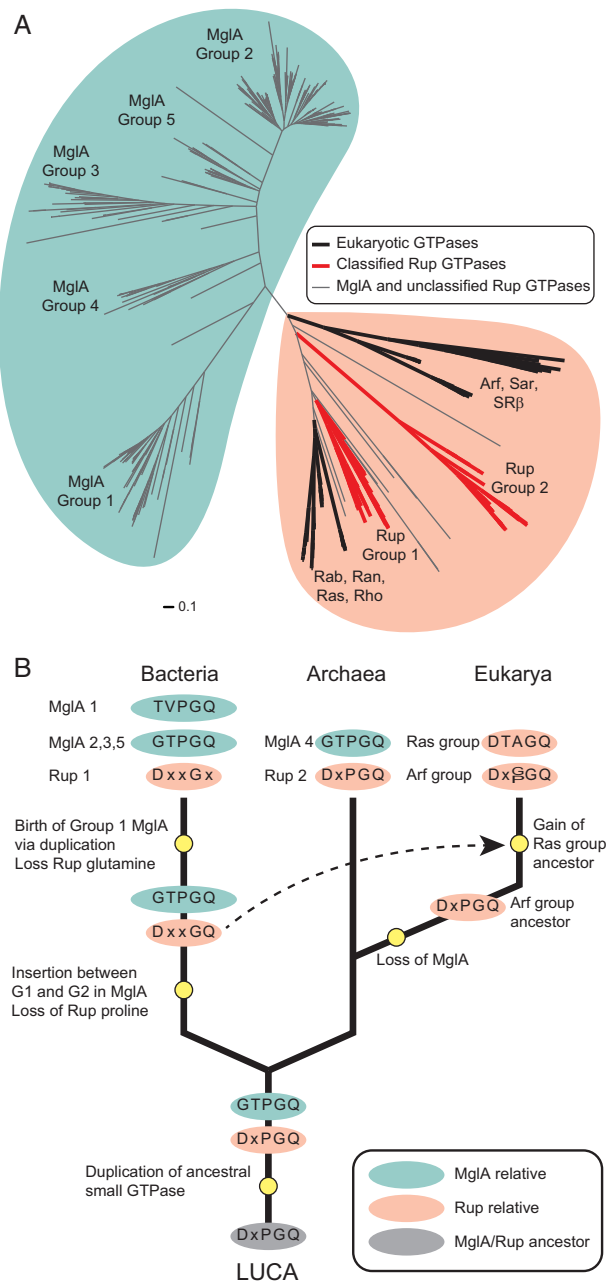 A
MglA
Group 2
MglA
Group 5
MglA
Group 3
MglA
Group 4
MglA
Group 1
Eukaryotic GTPases
Classified Rup GTPases
MglA and unclassified Rup GTPases
Arf, Sar,
SRβ
Rup
Group 2
Rup
Group 1
Rab, Ran,
Ras, Rho
0.1
B
Bacteria
Archaea
Eukarya
MglA 1
TVPGQ
MglA 2,3,5
GTPGQ
MglA 4
GTPGQ
Ras group
DTAGQ
Rup 1
DxxGx
Rup 2
DxPGQ
Arf group
Birth of Group 1 MglA
via duplication
Loss Rup glutamine
Gain of
Ras group
ancestor
GTPGQ
DxxGQ
DxPGQ
Arf group
ancestor
Loss of MglA
Insertion between
G1 and G2 in MglA
Loss of Rup proline
GTPGQ
DxPGQ
Duplication of ancestral
small GTPase
DxPGQ
LUCA
MglA relative
Rup relative
MglA/Rup ancestor